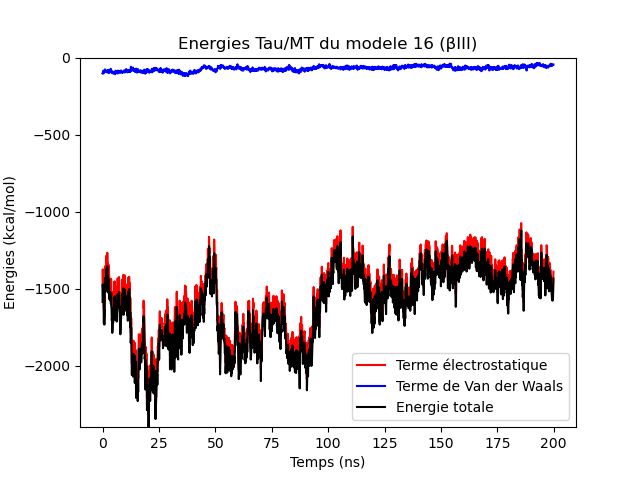 Energies Tau/MT du modele 16 (βIII)
0
−500
−1000
−1500
−2000
Energies (kcal/mol)
0 25 50 75 100 125 150 175 200
Temps (ns)
Terme électrostatique
Terme de Van der Waals
Energie totale